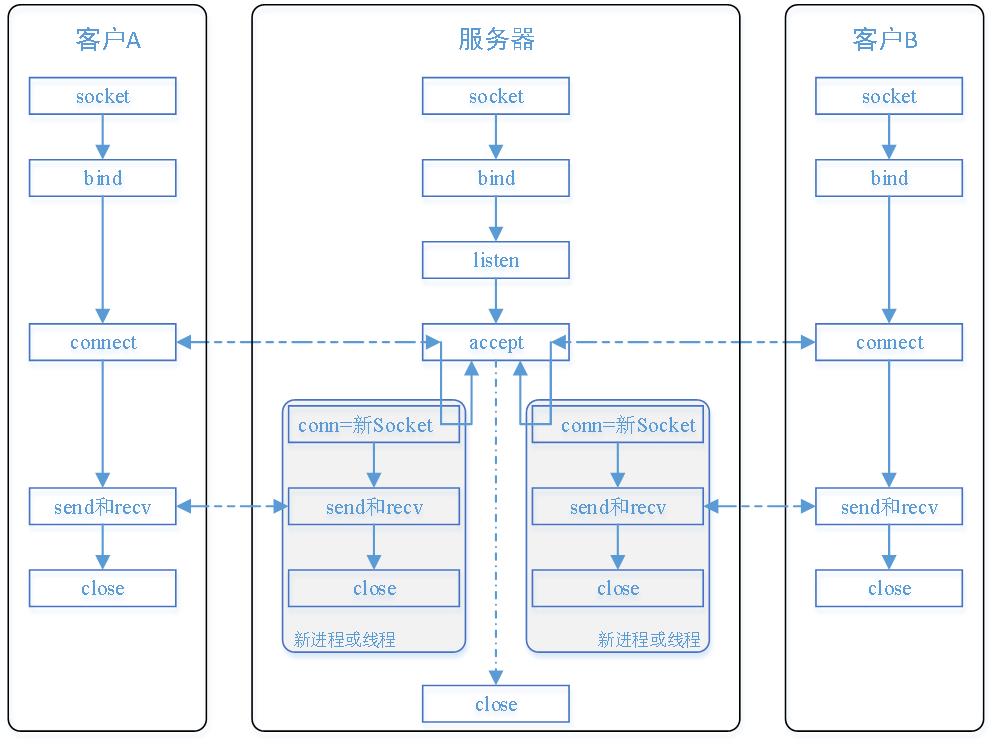 客户A
socket
bind
connect
send和recv
close
服务器
socket
bind
listen
accept
conn=新Socket
send和recv
close
新进程或线程
conn=新Socket
send和recv
close
新进程或线程
close
客户B
socket
bind
connect
send和recv
close